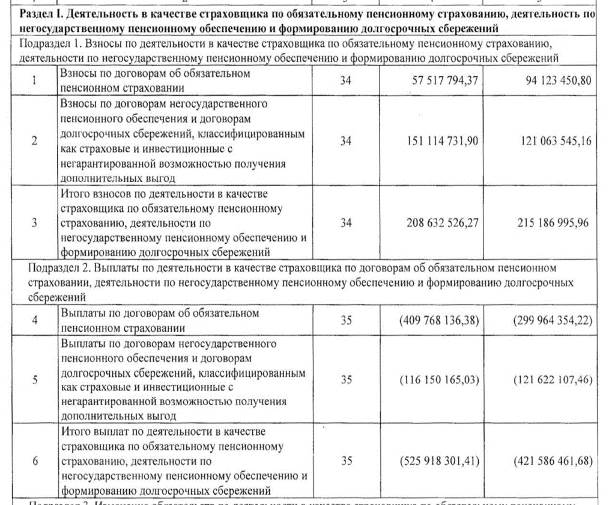 Раздел I. Деятельность в качестве страховщика по обязательному пенсионному страхованию, деятельность по
негосударственному пенсионному обеспечению и формированию долгосрочных сбережений
Подраздел 1. Взносы по деятельности в качестве страховщика по обязательному пенсионному страхованию,
деятельности по негосударственному пенсионному обеспечению и формированию долгосрочных сбережений
1 Взносы по договорам об обязательном 34 57 517 794,37 94 123 450,80
пенсионном страховании
Взносы по договорам негосударственного
пенсионного обеспечения и договорам
2 долгосрочных сбережений, классифицированным 34 151 114 731,90 121 063 545,16
как страховые и инвестиционные с
негарантированной возможностью получения
дополнительных выгод
Итого взносов по деятельности в качестве
страховщика по обязательному пенсионному
3 страхованию, деятельности по 34 208 632 526,27 215 186 995,96
негосударственному пенсионному обеспечению и
формированию долгосрочных сбережений
Подраздел 2. Выплаты по деятельности в качестве страховщика по договорам об обязательном пенсионном
страховании, деятельности по негосударственному пенсионному обеспечению и формированию долгосрочных
сбережений
4 Выплаты по договорам об обязательном 35 (409 768 136,38) (299 964 354,22)
пенсионном страховании
Выплаты по договорам негосударственного
пенсионного обеспечения и договорам
5 долгосрочных сбережений, классифицированным 35 (116 150 165,03) (121 622 107,46)
как страховые и инвестиционные с
негарантированной возможностью получения
дополнительных выгод
Итого выплат по деятельности в качестве
страховщика по обязательному пенсионному
6 страхованию, деятельности по 35 (525 918 301,41) (421 586 461,68)
негосударственному пенсионному обеспечению и
формированию долгосрочных сбережений